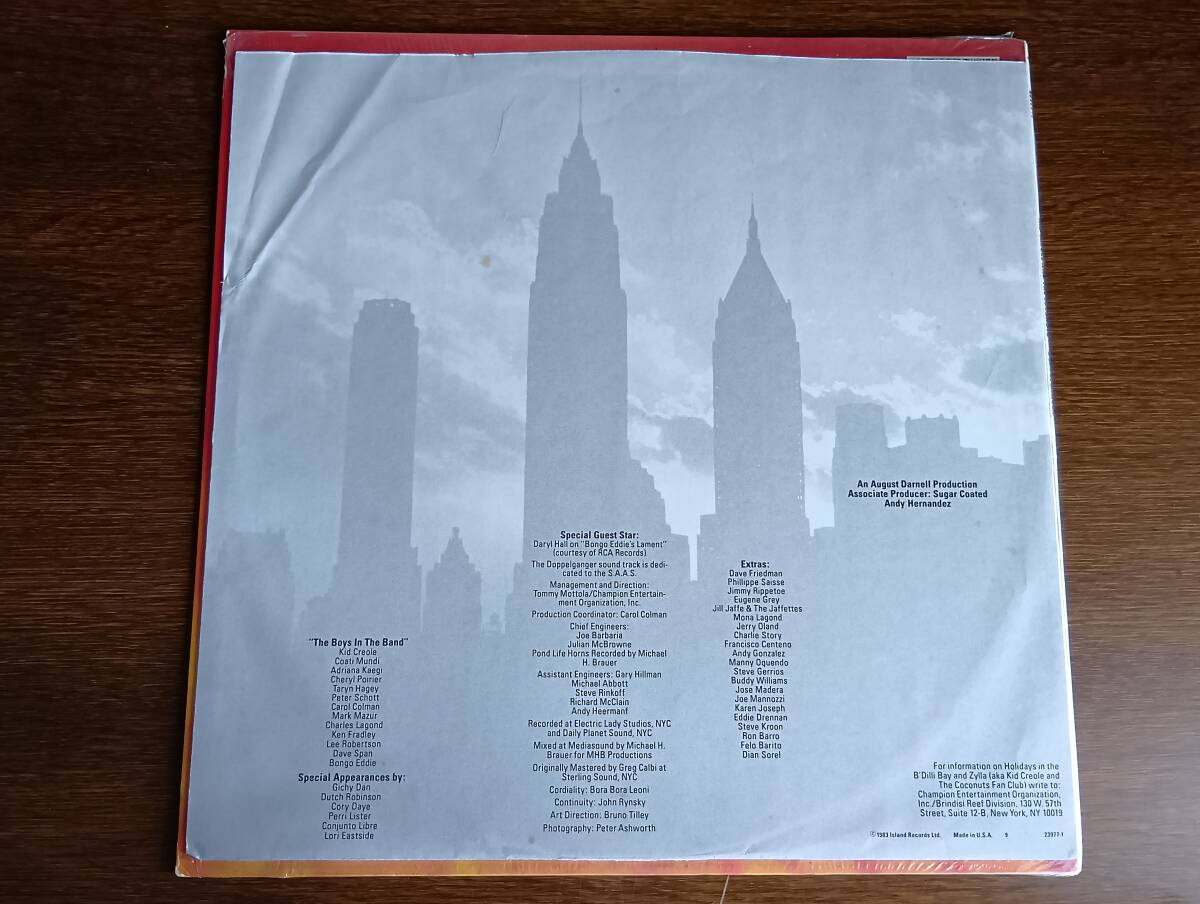 "The Boys In The Band"
Kid Creole
Coati Mundi
Adriana Kaegi
Cheryl Poirier
Taryn Hagey
Peter Schott
Carol Colman
Mark Mazur
Charles Lagond
Ken Fradley
Lee Robertson
Dave Span
Bongo Eddie
Special Appearances by:
Gichy Dan
Dutch Robinson
Cory Daye
Perri Lister
Conjunto Libre
Lori Eastside
Special Guest Star:
Daryl Hall on "Bongo Eddie's Lament"
(courtesy of RCA Records)
The Doppelganger sound track is dedi-
cated to the S.A.A.S.
Management and Direction:
Tommy Mottola/Champion Entertain-
ment Organization, Inc.
Production Coordinator: Carol Colman
Chief Engineers:
Joe Barbaria
Julian McBrowne
Pond Life Horns Recorded by Michael
H. Brauer
Assistant Engineers: Gary Hillman
Michael Abbott
Steve Rinkoff
Richard McClain
Andy Heermanf
Recorded at Electric Lady Studios, NYC
and Daily Planet Sound, NYC
Mixed at Mediasound by Michael H.
Brauer for MHB Productions
Originally Mastered by Greg Calbi at
Sterling Sound, NYC
Cordiality: Bora Bora Leoni
Continuity: John Rynsky
Art Direction: Bruno Tilley
Photography: Peter Ashworth
Extras:
Dave Friedman
Phillippe Saisse
Jimmy Rippetoe
Eugene Grey
Jill Jaffe & The Jaffettes
Mona Lagond
Jerry Oland
Charlie Story
Francisco Centeno
Andy Gonzalez
Manny Oquendo
Steve Gerrios
Buddy Williams
Jose Madera
Joe Mannozzi
Karen Joseph
Eddie Drennan
Steve Kroon
Ron Barro
Felo Barito
Dian Sorel
An August Darnell Production
Associate Producer: Sugar Coated
Andy Hernandez
For information on Holidays in the
B'Dilli Bay and Zylla (aka Kid Creole and
The Coconuts Fan Club) write to:
Champion Entertainment Organization,
Inc./Brindisi Reef Division, 130 W. 57th
Street, Suite 12-B, New York, NY 10019
Ⓟ1983 Island Records Ltd. Made in U.S.A. 9 23977-1